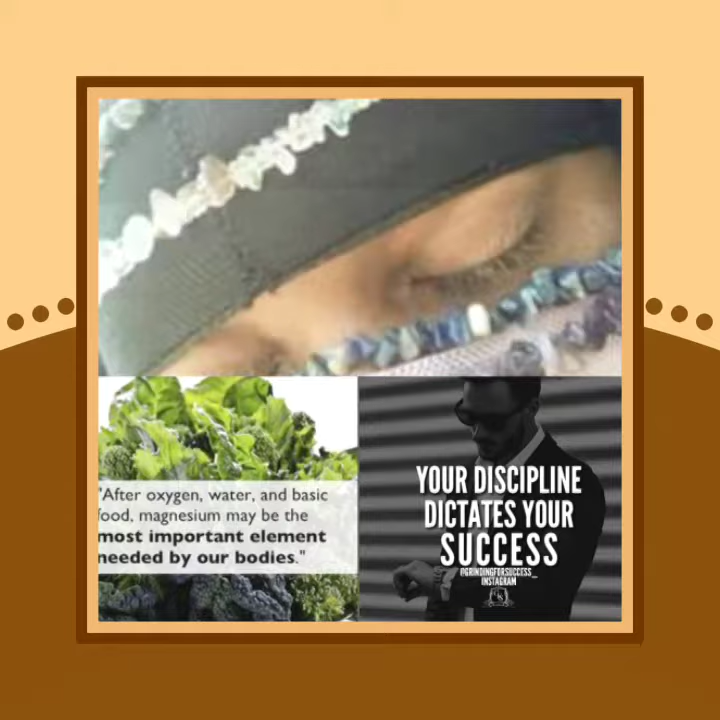 "After oxygen, water, and basic
food, magnesium may be the
most important element
needed by our bodies."
YOUR DISCIPLINE
DICTATES YOUR
SUCCESS
@GRINDINGFORSUCCESS_
INSTAGRAM